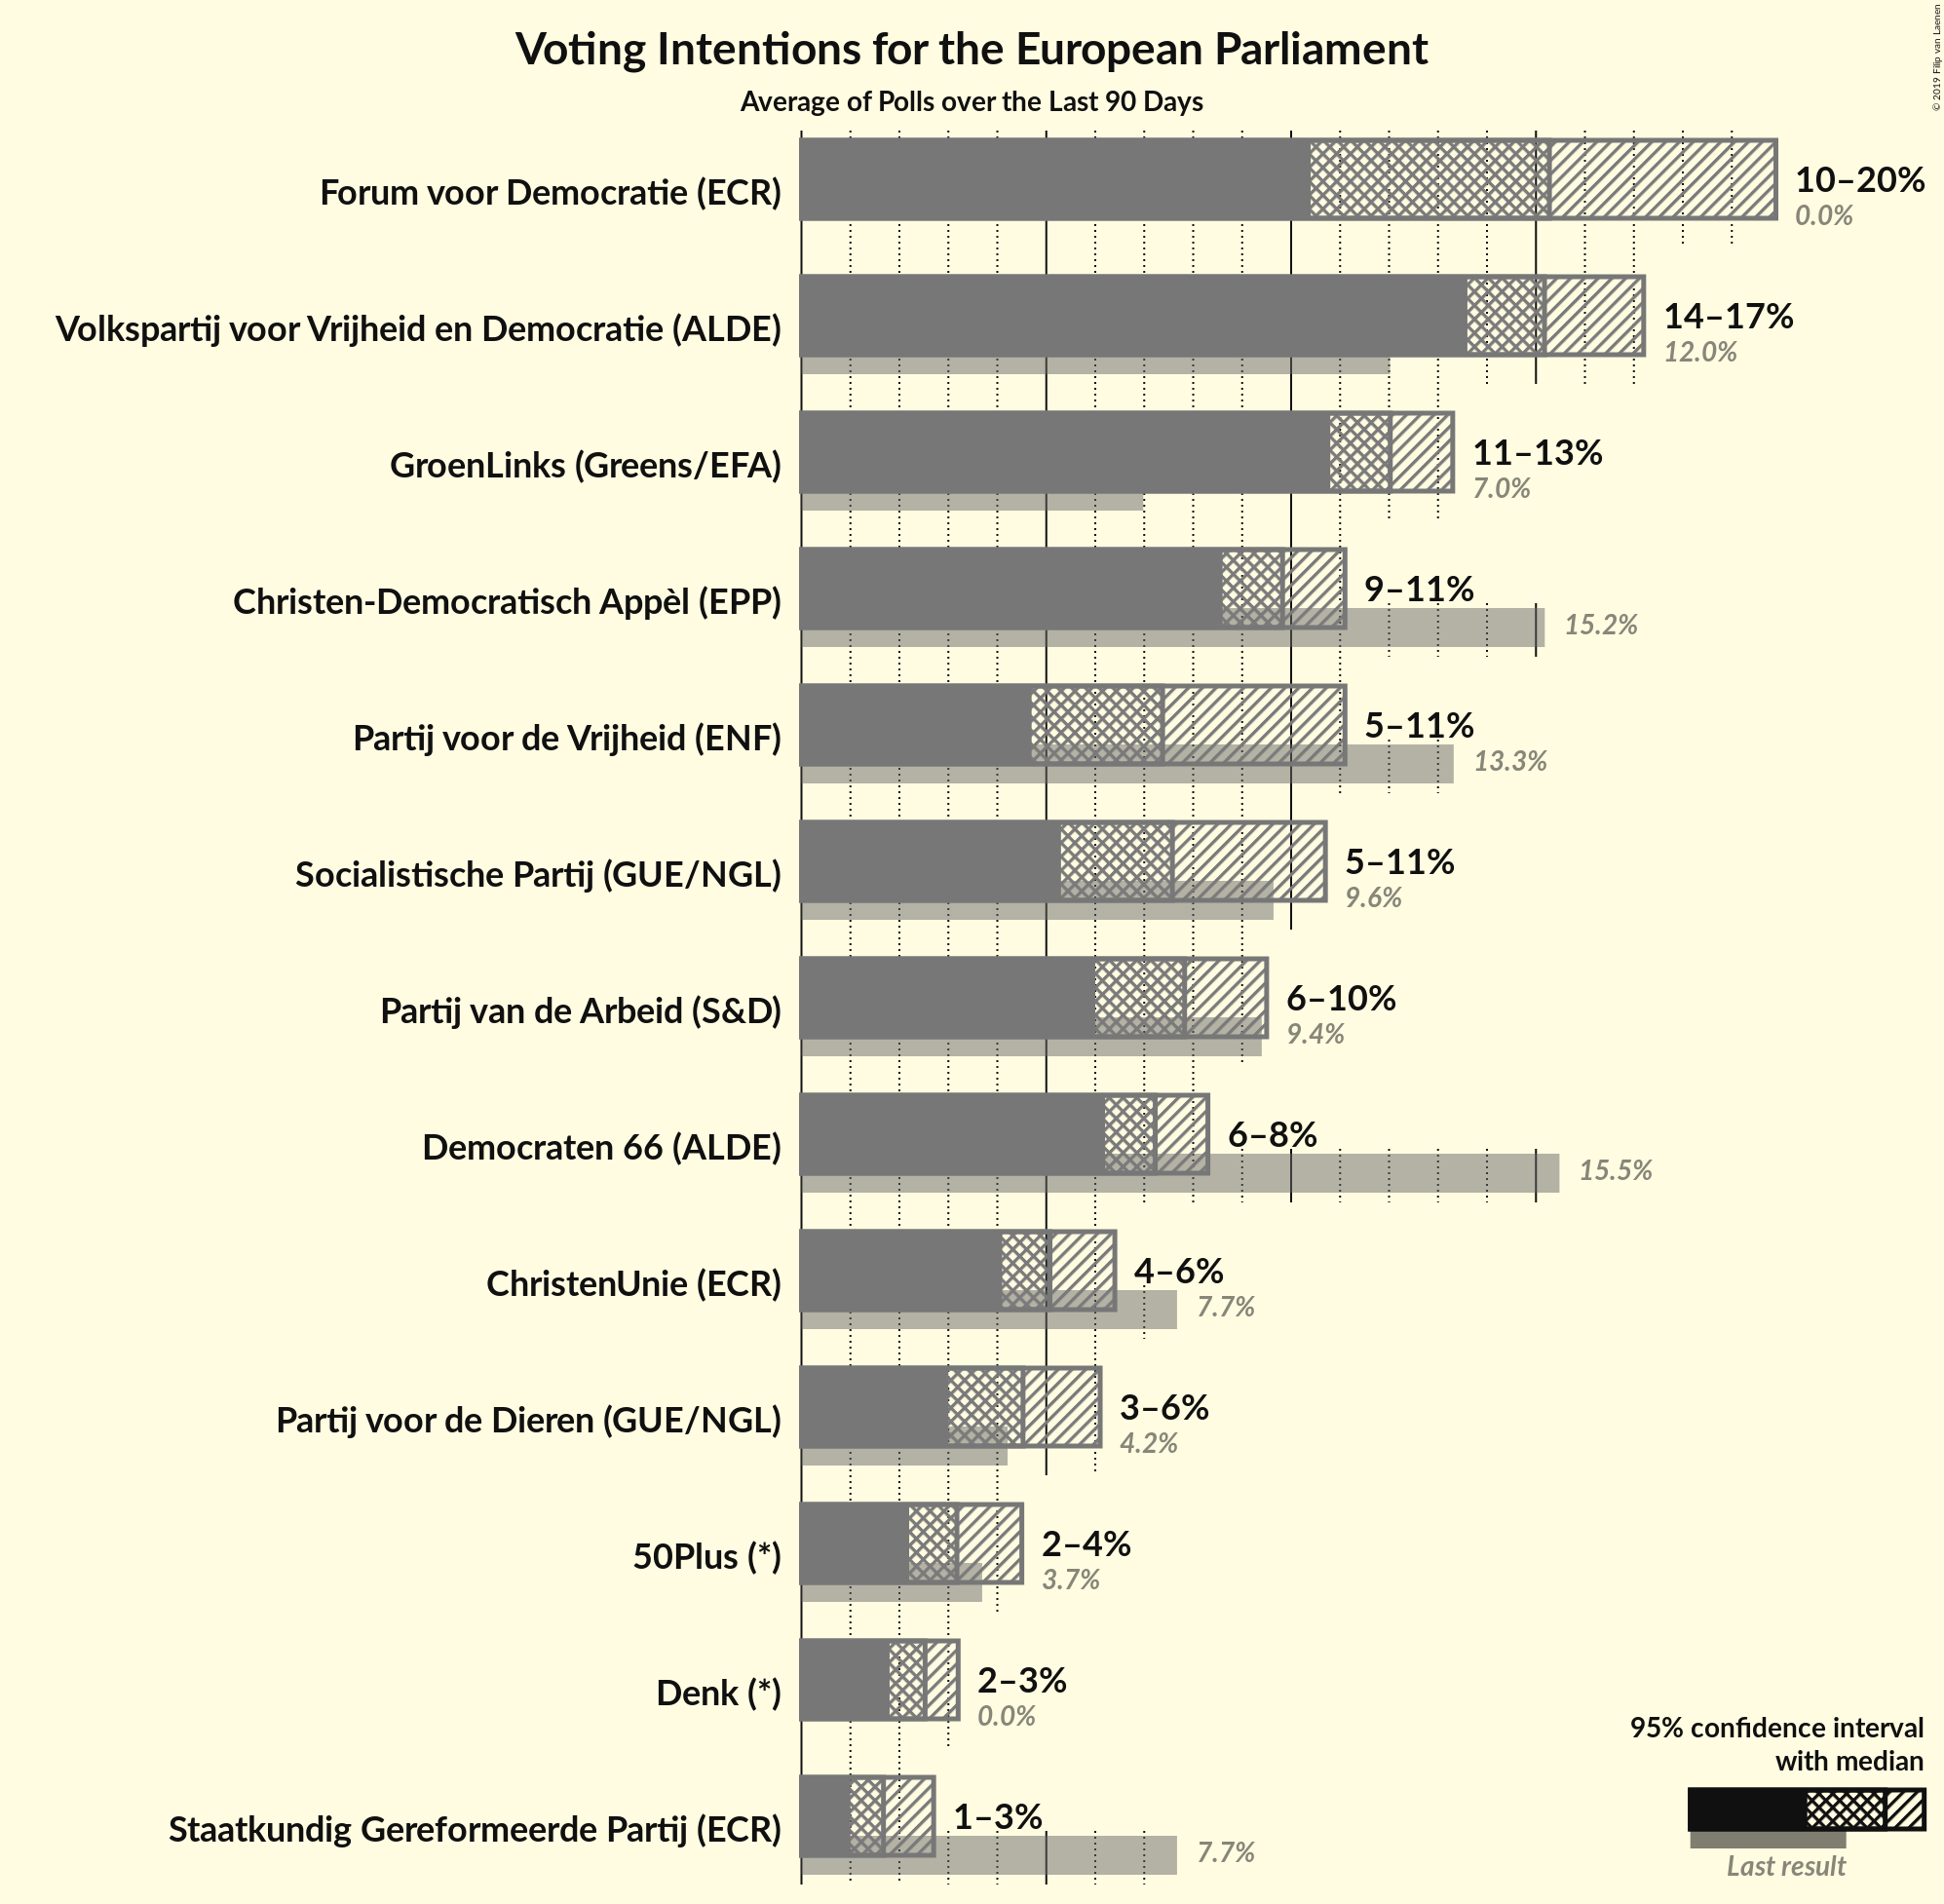 Voting Intentions for the European Parliament
Average of Polls over the Last 90 Days
© 2019 Filip van Laenen
Forum voor Democratie (ECR)
10–20%
0.0%
Volkspartij voor Vrijheid en Democratie (ALDE)
14–17%
12.0%
GroenLinks (Greens/EFA)
11–13%
7.0%
Christen-Democratisch Appèl (EPP)
9–11%
15.2%
Partij voor de Vrijheid (ENF)
5–11%
13.3%
Socialistische Partij (GUE/NGL)
5–11%
9.6%
Partij van de Arbeid (S&D)
6–10%
9.4%
Democraten 66 (ALDE)
6–8%
15.5%
ChristenUnie (ECR)
4–6%
7.7%
Partij voor de Dieren (GUE/NGL)
3–6%
4.2%
50Plus (*)
2–4%
3.7%
Denk (*)
2–3%
0.0%
Staatkundig Gereformeerde Partij (ECR)
1–3%
7.7%
95% confidence interval
with median
Last result